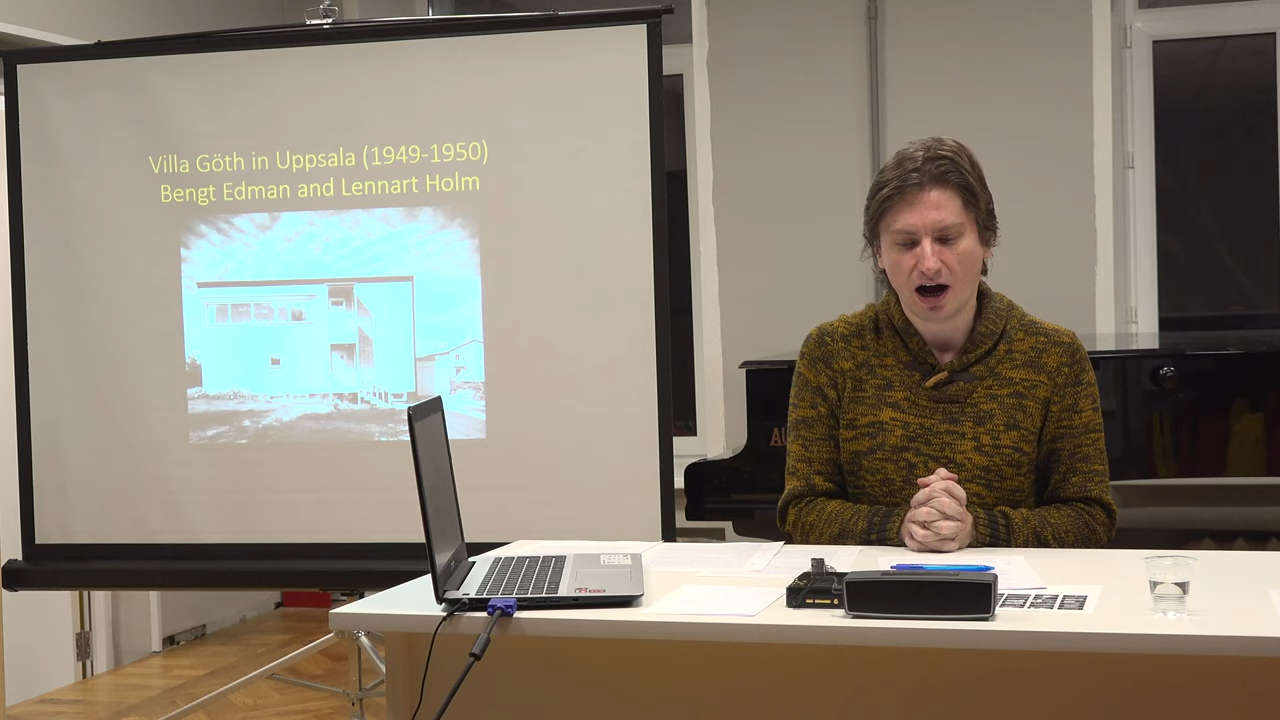 Villa Göth in Uppsala (1949-1950)
Bengt Edman and Lennart Holm